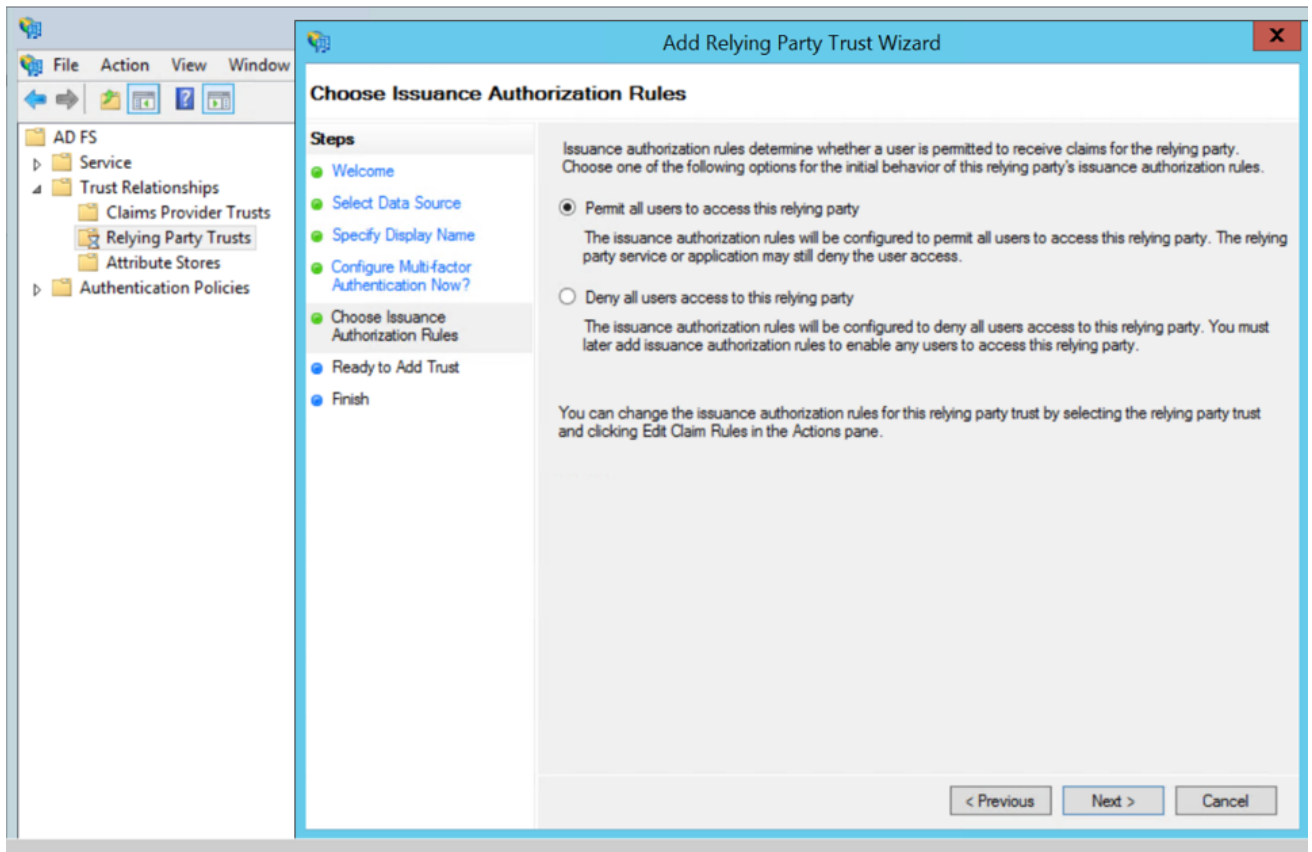 Add Relying Party Trust Wizard
X
File Action View Window
AD FS
Service
Trust Relationships
Claims Provider Trusts
Relying Party Trusts
Attribute Stores
Authentication Policies
Choose Issuance Authorization Rules
Steps
Welcome
Select Data Source
Specify Display Name
Configure Multi-factor
Authentication Now?
Choose Issuance
Authorization Rules
Ready to Add Trust
Finish
Issuance authorization rules determine whether a user is permitted to receive claims for the relying party.
Choose one of the following options for the initial behavior of this relying party's issuance authorization rules.
Permit all users to access this relying party
The issuance authorization rules will be configured to permit all users to access this relying party. The relying
party service or application may still deny the user access.
Deny all users access to this relying party
The issuance authorization rules will be configured to deny all users access to this relying party. You must
later add issuance authorization rules to enable any users to access this relying party.
You can change the issuance authorization rules for this relying party trust by selecting the relying party trust
and clicking Edit Claim Rules in the Actions pane.
< Previous
Next >
Cancel